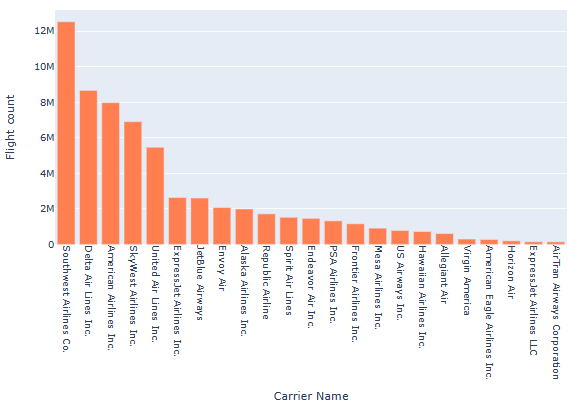 Flight count
12M
10M
8M
6M
4M
2M
0
Southwest Airlines Co.
Delta Air Lines Inc.
American Airlines Inc.
SkyWest Airlines Inc.
United Air Lines Inc.
ExpressJet Airlines Inc.
JetBlue Airways
Envoy Air
Alaska Airlines Inc.
Republic Airline
Spirit Air Lines
Endeavor Air Inc.
PSA Airlines Inc.
Frontier Airlines Inc.
Mesa Airlines Inc.
US Airways Inc.
Hawaiian Airlines Inc.
Allegiant Air
Virgin America
American Eagle Airlines Inc.
Horizon Air
ExpressJet Airlines LLC
AirTran Airways Corporation
Carrier Name